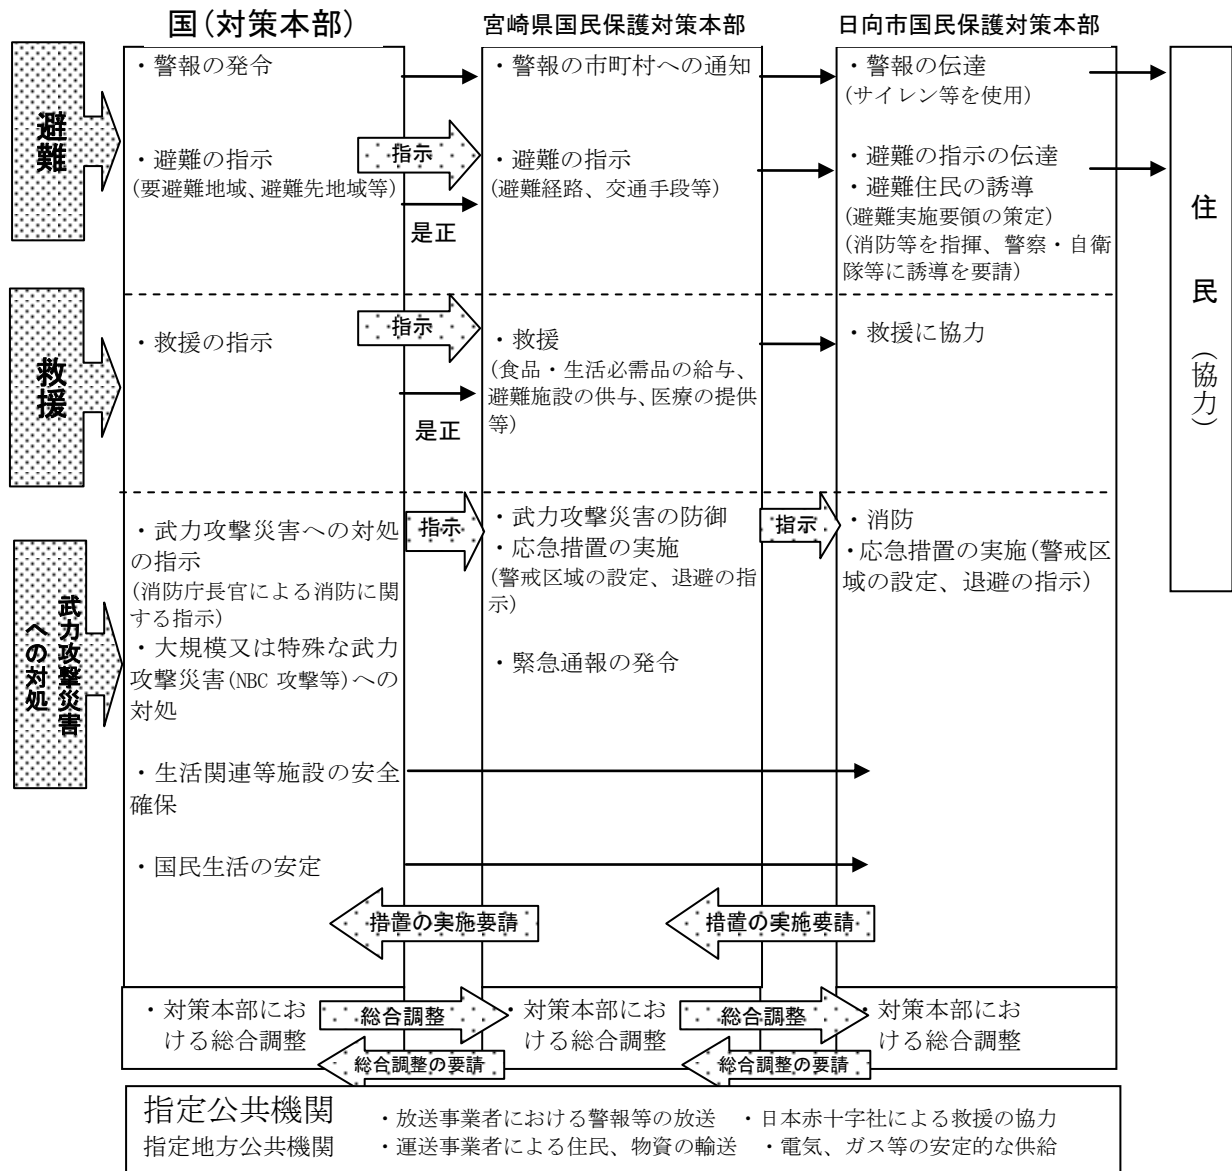 国(対策本部)
宮崎県国民保護対策本部
日向市国民保護対策本部
避難
・警報の発令
・警報の市町村への通知
・警報の伝達
(サイレン等を使用)
・避難の指示
(要避難地域、避難先地域等)
指示
是正
・避難の指示
(避難経路、交通手段等)
・避難の指示の伝達
・避難住民の誘導
(避難実施要領の策定)
(消防等を指揮、警察・自衛
隊等に誘導を要請)
住民
(協力)
救援
・救援の指示
指示
是正
・救援
(食品・生活必需品の給与、
避難施設の供与、医療の提供
等)
・救援に協力
武力攻撃災害
への対処
・武力攻撃災害への対処
の指示
(消防庁長官による消防に関
する指示)
・大規模又は特殊な武力
攻撃災害(NBC 攻撃等)への
対処
指示
・武力攻撃災害の防御
・応急措置の実施
(警戒区域の設定、退避の指
示)
・緊急通報の発令
指示
・消防
・応急措置の実施(警戒区
域の設定、退避の指示)
・生活関連等施設の安全
確保
・国民生活の安定
措置の実施要請
措置の実施要請
・対策本部にお
ける総合調整
総合調整
・対策本部にお
ける総合調整
総合調整
・対策本部にお
ける総合調整
総合調整の要請
総合調整の要請
指定公共機関
・放送事業者における警報等の放送 ・日本赤十字社による救援の協力
指定地方公共機関
・運送事業者による住民、物資の輸送 ・電気、ガス等の安定的な供給